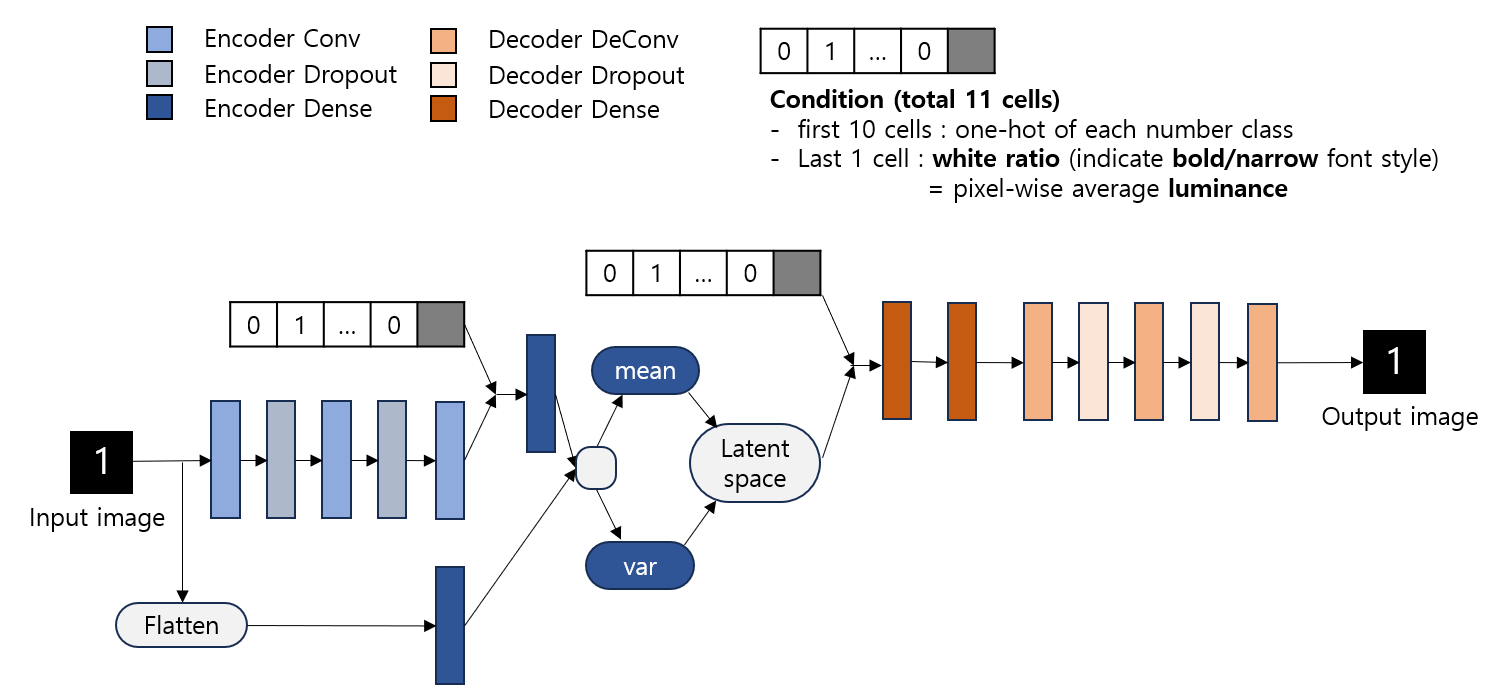 Encoder Conv
Encoder Dropout
Encoder Dense
Decoder DeConv
Decoder Dropout
Decoder Dense
0 1 ... 0
Condition (total 11 cells)
- first 10 cells : one-hot of each number class
- Last 1 cell : white ratio (indicate bold/narrow font style)
= pixel-wise average luminance
0 1 ... 0
0 1 ... 0
mean
Latent
space
var
1
Input image
Flatten
1
Output image